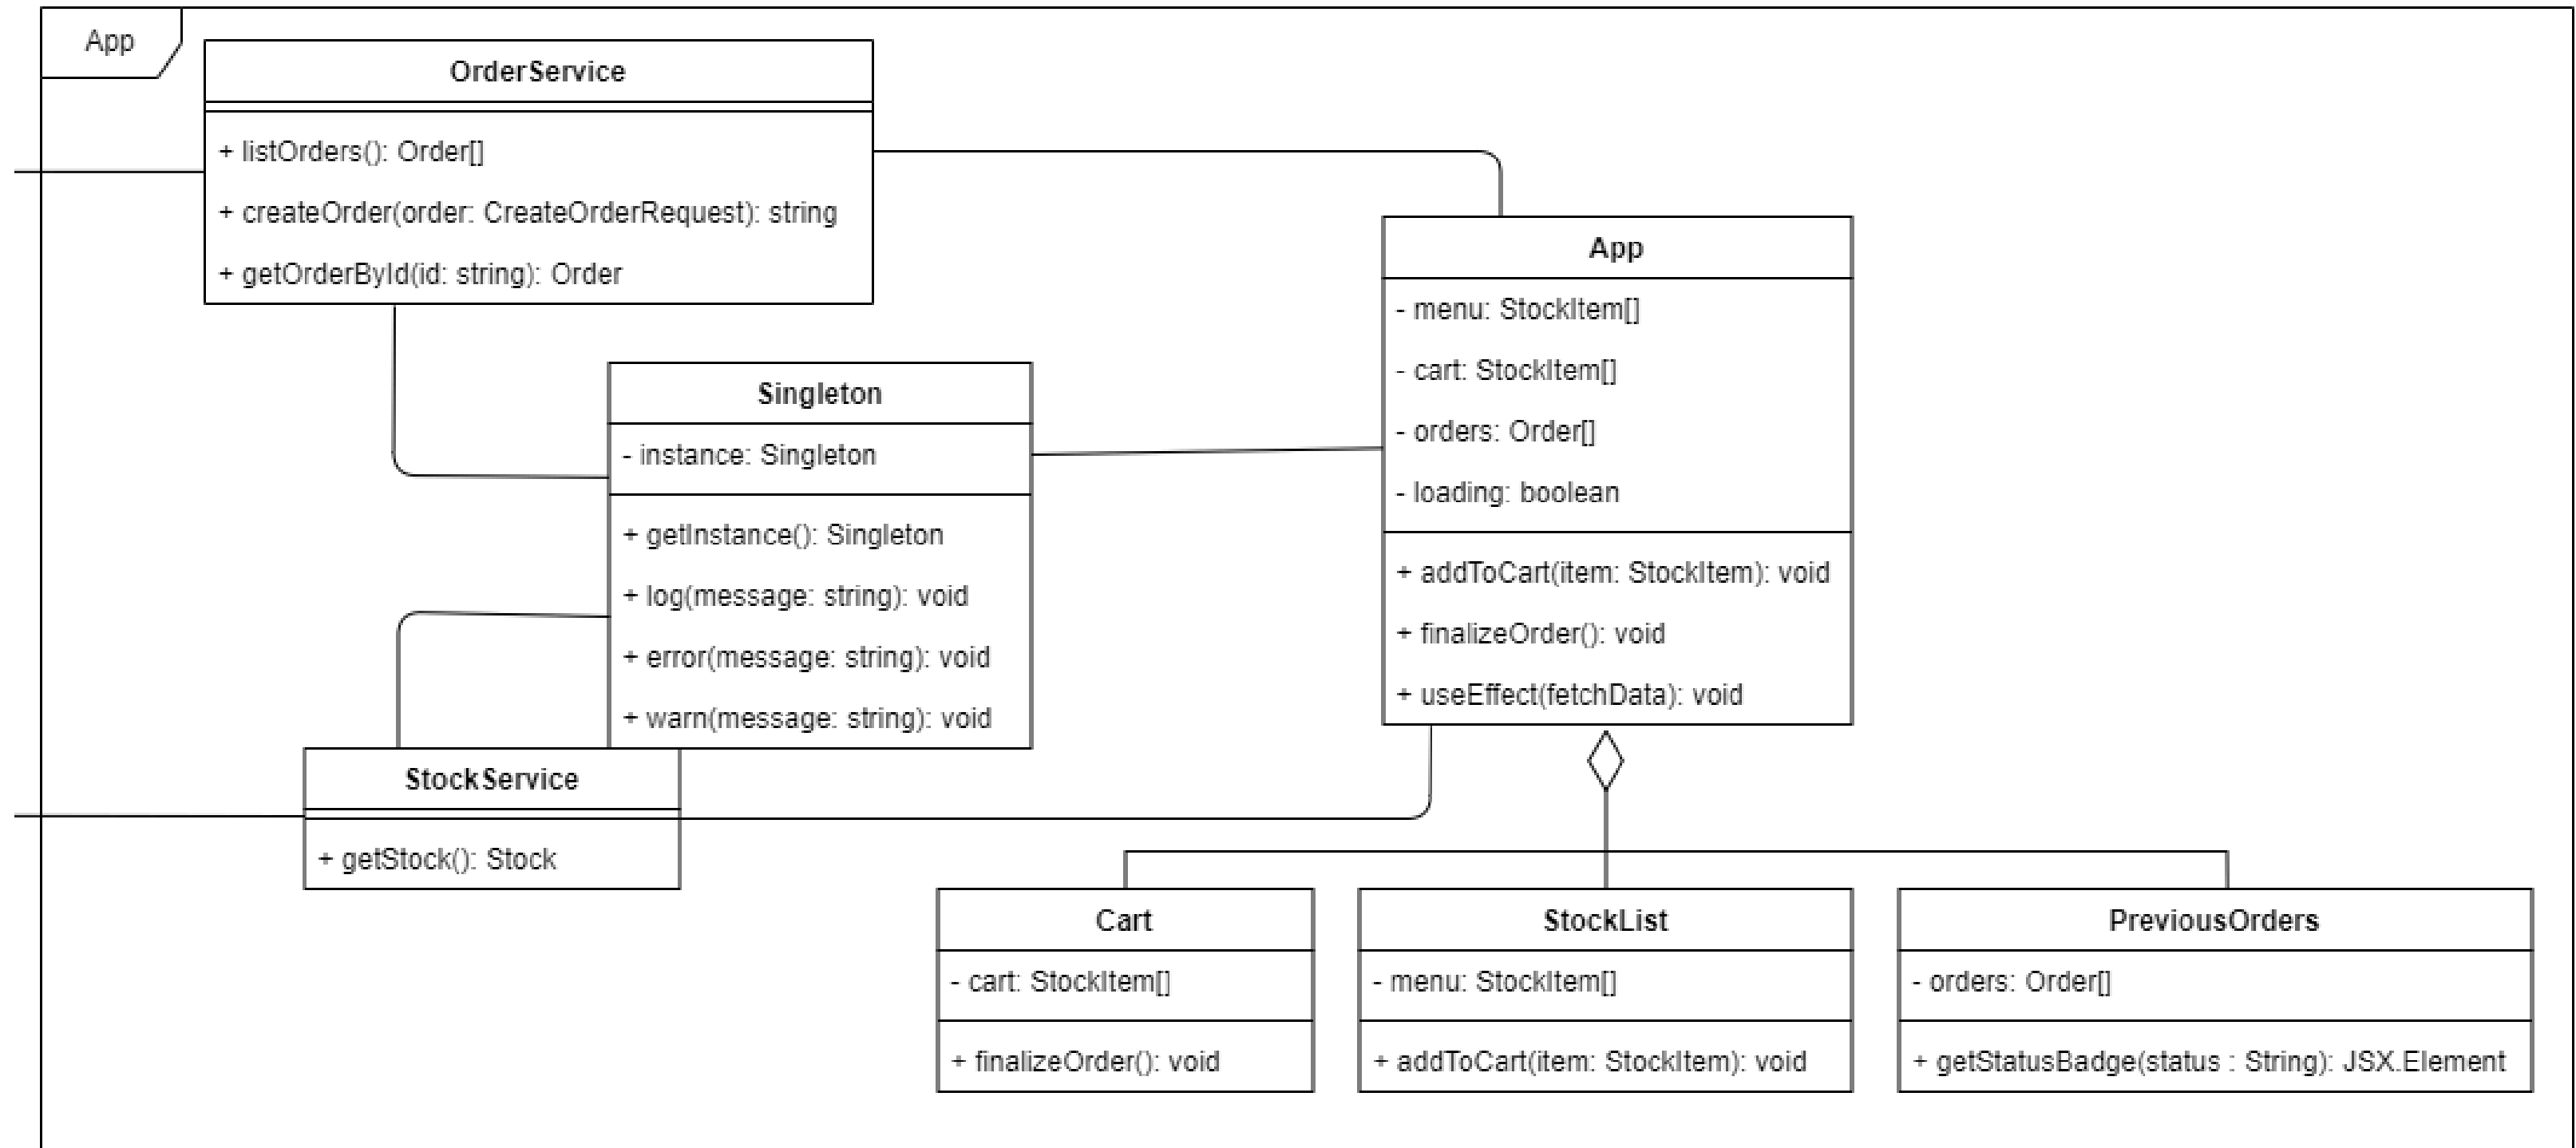 App
OrderService
+ listOrders(): Order[]
+ createOrder(order: CreateOrderRequest): string
+ getOrderById(id: string): Order
App
- menu: StockItem[]
- cart: StockItem[]
- orders: Order[]
- loading: boolean
+ addToCart(item: StockItem): void
+ finalizeOrder(): void
+ useEffect(fetchData): void
Singleton
- instance: Singleton
+ getInstance(): Singleton
+ log(message: string): void
+ error(message: string): void
+ warn(message: string): void
StockService
+ getStock(): Stock
Cart
- cart: StockItem[]
+ finalizeOrder(): void
StockList
- menu: StockItem[]
+ addToCart(item: StockItem): void
PreviousOrders
- orders: Order[]
+ getStatusBadge(status : String): JSX.Element